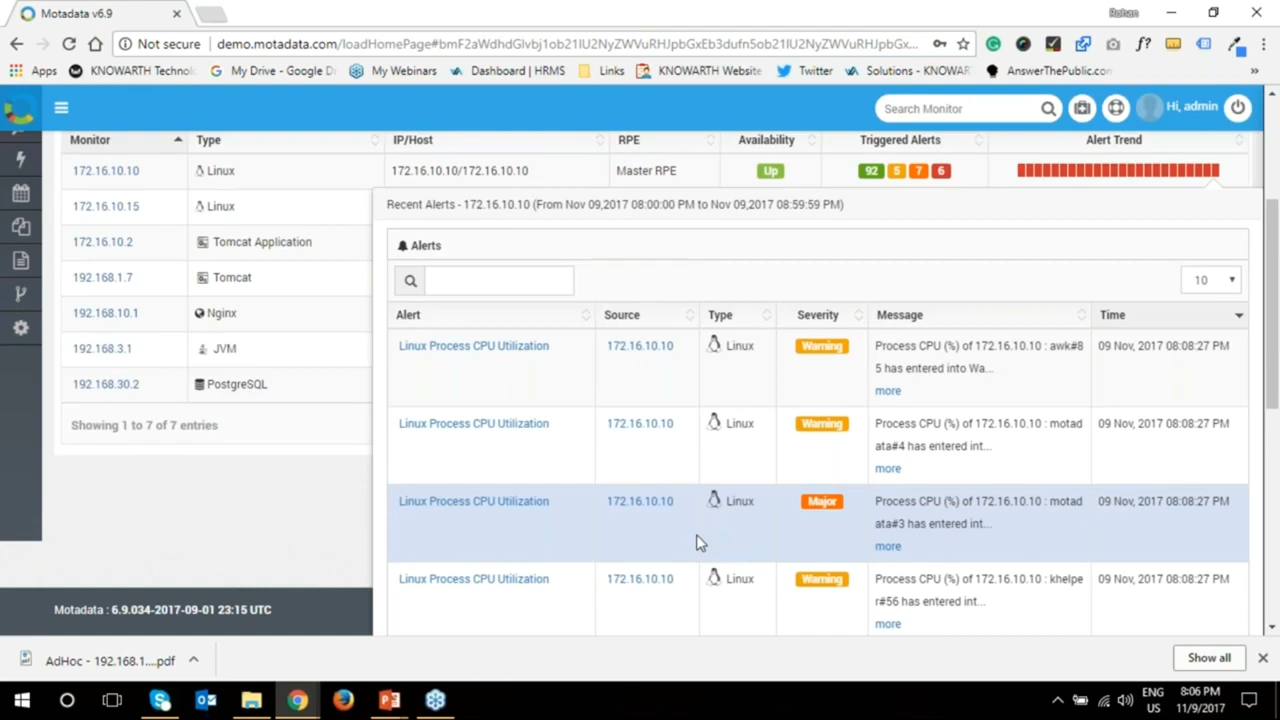 Motadata v6.9
Rohan
Not secure
demo.motadata.com/loadHomePage#bmF2aWdhdGlvbj1ob21lU2NyZWVuRHJpbGxEb3dufn5ob21lU2NyZWVuRHJpbGxQ...
Apps
KNOWARTH Technol
My Drive - Google D
My Webinars
Dashboard | HRMS
Links
KNOWARTH Website
Twitter
Solutions - KNOWAR
AnswerThePublic.com
Search Monitor
Hi, admin
Monitor Type IP/Host RPE Availability Triggered Alerts Alert Trend
172.16.10.10 Linux 172.16.10.10/172.16.10.10 Master RPE Up 92 5 7 6
172.16.10.15 Linux
172.16.10.2 Tomcat Application
192.168.1.7 Tomcat
192.168.10.1 Nginx
192.168.3.1 JVM
192.168.30.2 PostgreSQL
Showing 1 to 7 of 7 entries
Recent Alerts - 172.16.10.10 (From Nov 09,2017 08:00:00 PM to Nov 09,2017 08:59:59 PM)
Alerts
10
Alert Source Type Severity Message Time
Linux Process CPU Utilization 172.16.10.10 Linux Warning Process CPU (%) of 172.16.10.10 : awk#8 09 Nov, 2017 08:08:27 PM
5 has entered into Wa...
more
Linux Process CPU Utilization 172.16.10.10 Linux Warning Process CPU (%) of 172.16.10.10 : motad 09 Nov, 2017 08:08:27 PM
ata#4 has entered int...
more
Linux Process CPU Utilization 172.16.10.10 Linux Major Process CPU (%) of 172.16.10.10 : motad 09 Nov, 2017 08:08:27 PM
ata#3 has entered int...
more
Linux Process CPU Utilization 172.16.10.10 Linux Warning Process CPU (%) of 172.16.10.10 : khelpe 09 Nov, 2017 08:08:27 PM
r#56 has entered int...
more
Motadata : 6.9.034-2017-09-01 23:15 UTC
AdHoc - 192.168.1....pdf
Show all
ENG
US
8:06 PM
11/9/2017